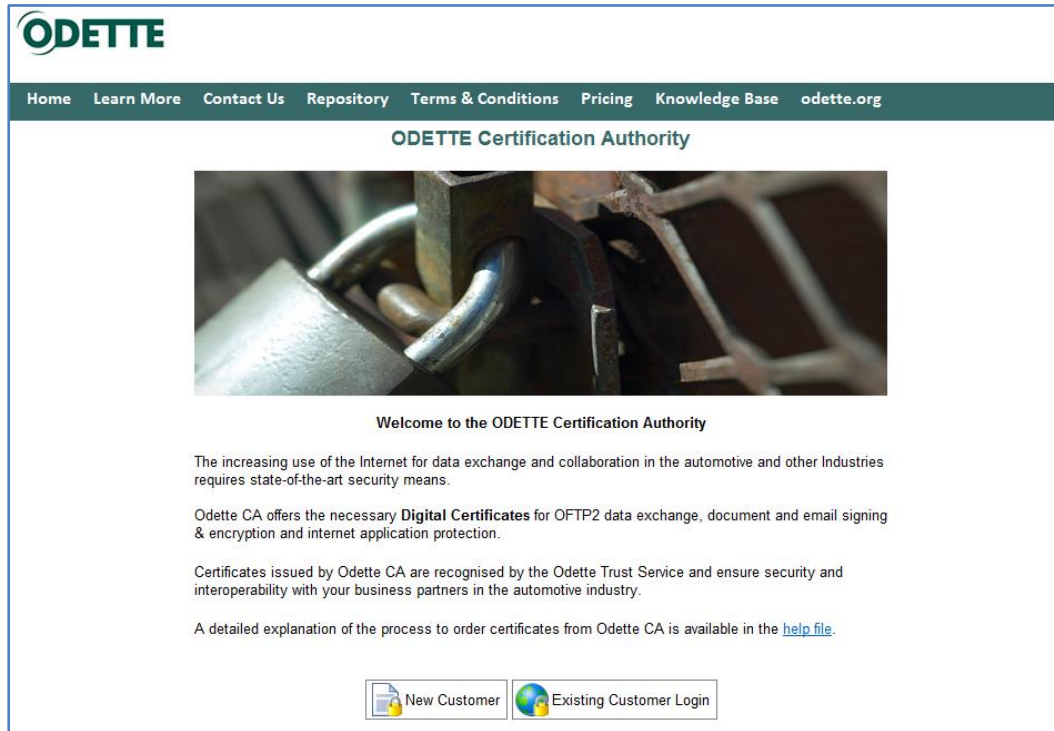 ODETTE
Home Learn More Contact Us Repository Terms & Conditions Pricing Knowledge Base odette.org
ODETTE Certification Authority
Welcome to the ODETTE Certification Authority
The increasing use of the Internet for data exchange and collaboration in the automotive and other Industries
requires state-of-the-art security means.
Odette CA offers the necessary Digital Certificates for OFTP2 data exchange, document and email signing
& encryption and internet application protection.
Certificates issued by Odette CA are recognised by the Odette Trust Service and ensure security and
interoperability with your business partners in the automotive industry.
A detailed explanation of the process to order certificates from Odette CA is available in the help file.
New Customer Existing Customer Login